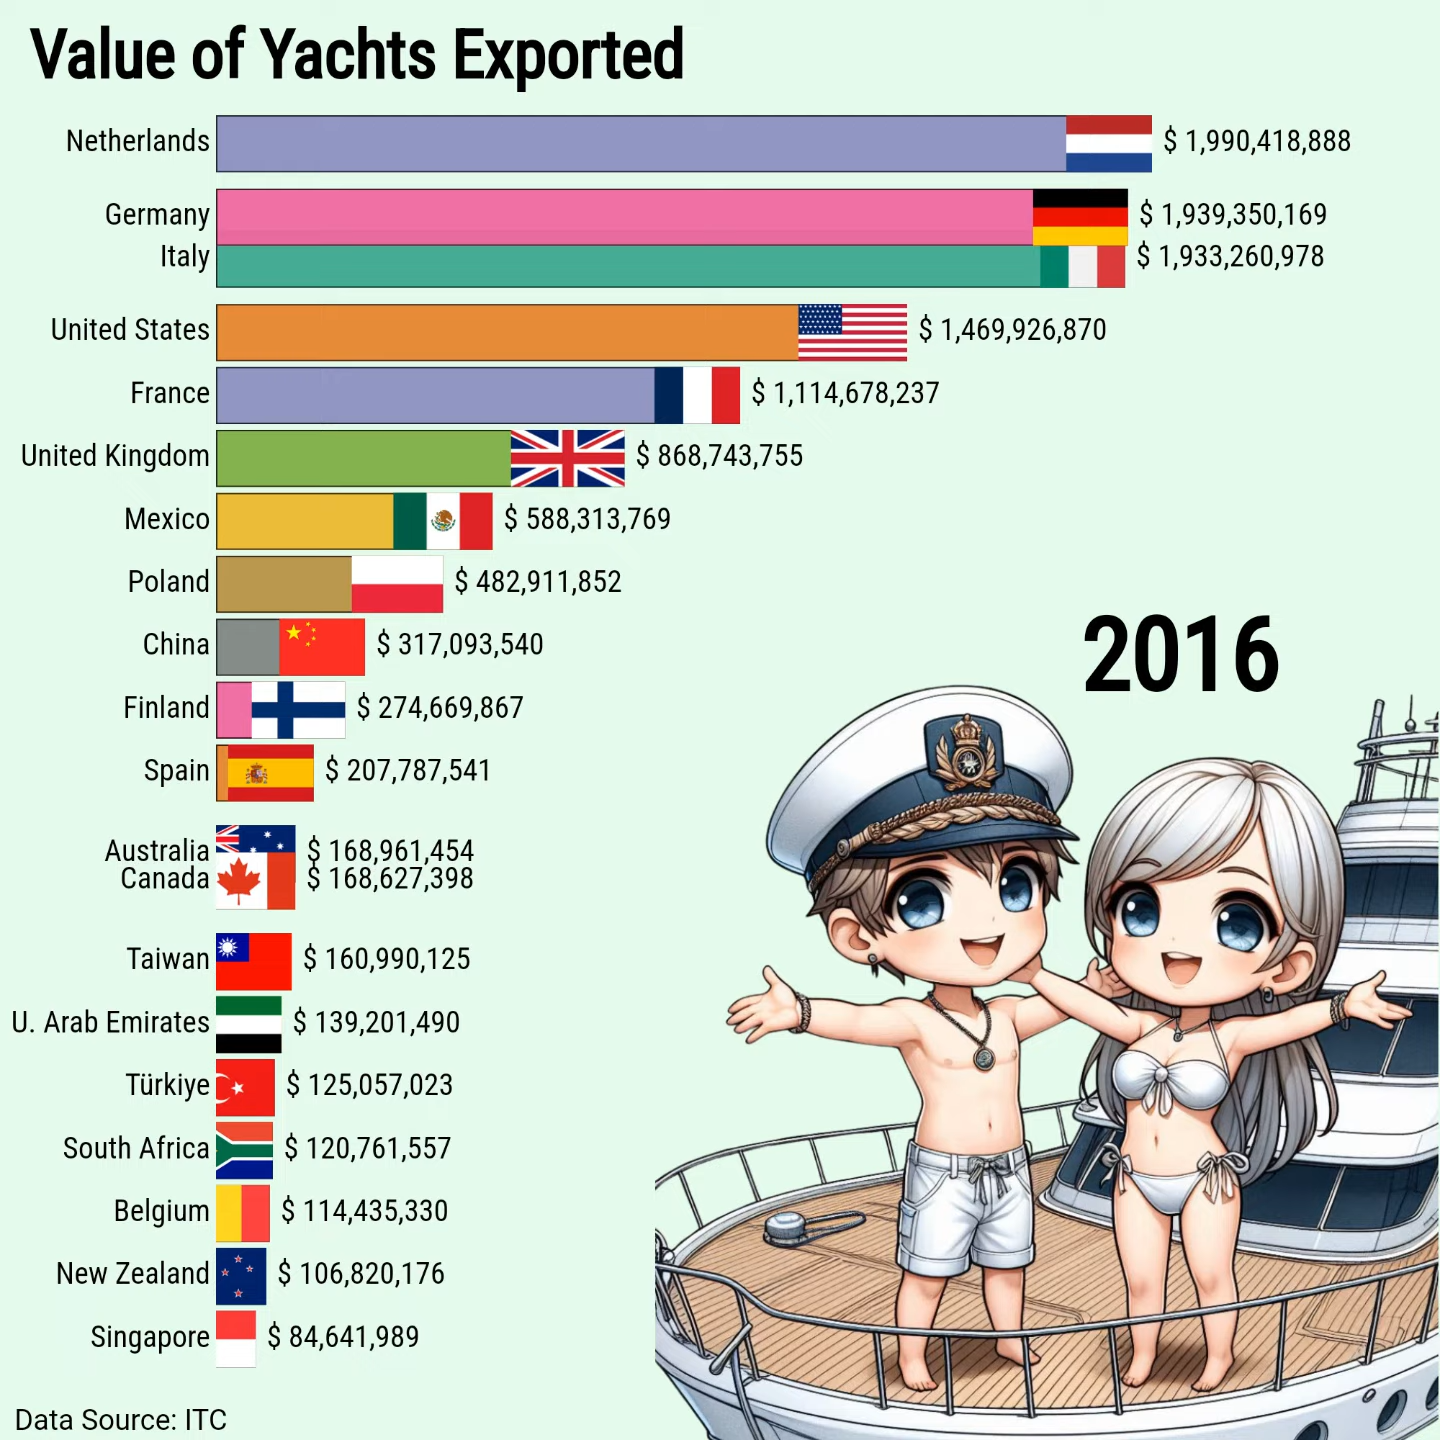 Value of Yachts Exported
Netherlands $ 1,990,418,888
Germany $ 1,939,350,169
Italy $ 1,933,260,978
United States $ 1,469,926,870
France $ 1,114,678,237
United Kingdom $ 868,743,755
Mexico $ 588,313,769
Poland $ 482,911,852
China $ 317,093,540
Finland $ 274,669,867
Spain $ 207,787,541
Australia $ 168,961,454
Canada $ 168,627,398
Taiwan $ 160,990,125
U. Arab Emirates $ 139,201,490
Türkiye $ 125,057,023
South Africa $ 120,761,557
Belgium $ 114,435,330
New Zealand $ 106,820,176
Singapore $ 84,641,989
2016
Data Source: ITC